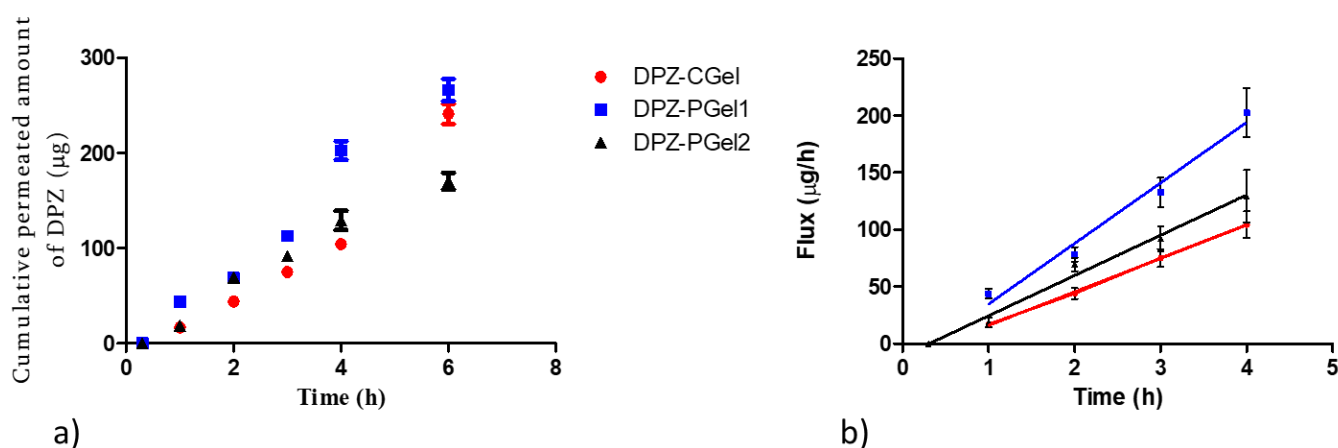 Cumulative permeated amount
of DPZ (µg)
300
200
100
0
0 2 4 6 8
Time (h)
DPZ-CGel
DPZ-PGel1
DPZ-PGel2
a)
Flux (µg/h)
250
200
150
100
50
0
0 1 2 3 4 5
Time (h)
b)